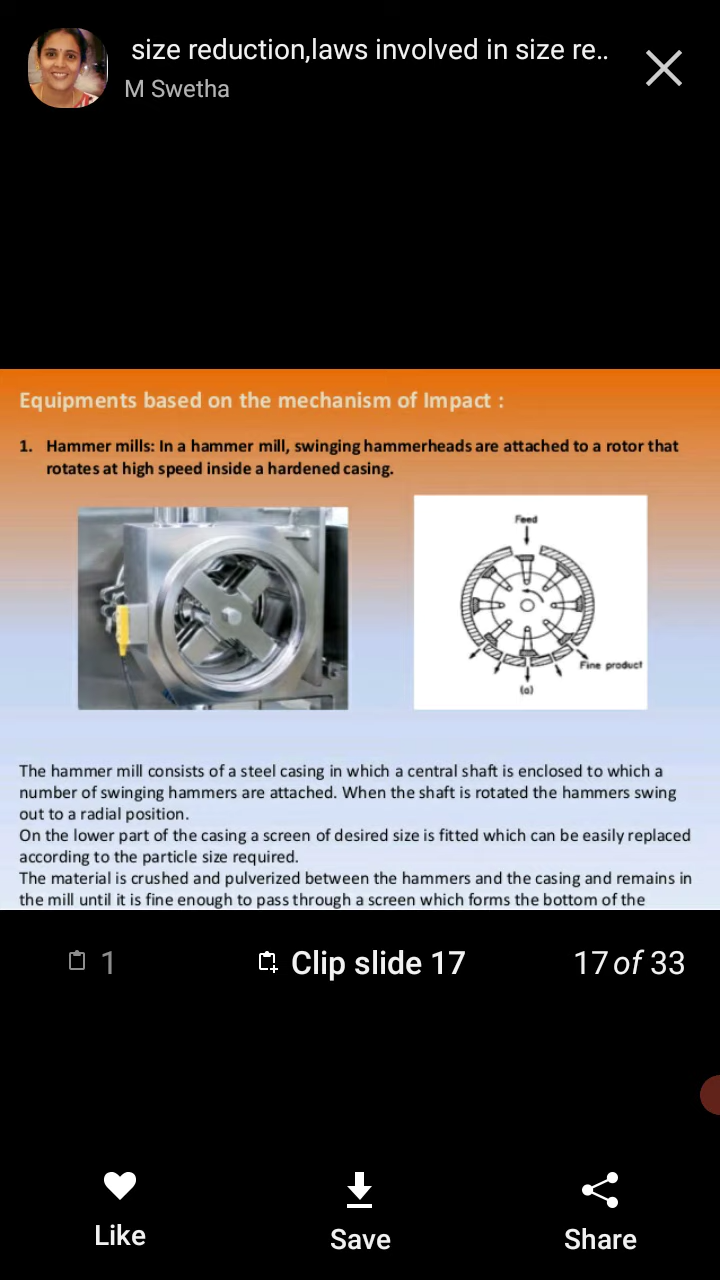 size reduction,laws involved in size re..
M Swetha
Equipments based on the mechanism of Impact :
1. Hammer mills: In a hammer mill, swinging hammerheads are attached to a rotor that
rotates at high speed inside a hardened casing.
Feed
Fine product
(a)
The hammer mill consists of a steel casing in which a central shaft is enclosed to which a
number of swinging hammers are attached. When the shaft is rotated the hammers swing
out to a radial position.
On the lower part of the casing a screen of desired size is fitted which can be easily replaced
according to the particle size required.
The material is crushed and pulverized between the hammers and the casing and remains in
the mill until it is fine enough to pass through a screen which forms the bottom of the
1
Clip slide 17
17 of 33
Like
Save
Share